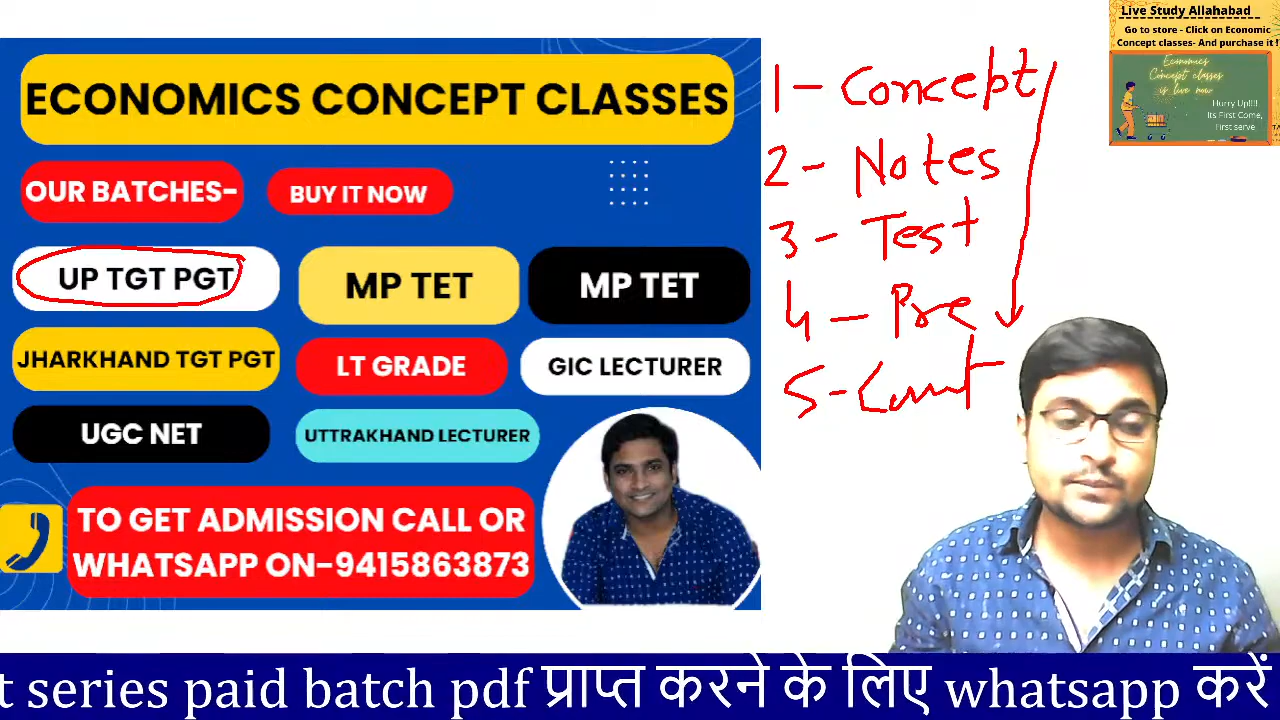 Live Study Allahabad
Go to store - Click on Economic
Concept classes- And purchase it !
Economics
Concept classes
is live now
Hurry Up!!!!
Its First Come,
First serve
ECONOMICS CONCEPT CLASSES
OUR BATCHES-
BUY IT NOW
UP TGT PGT
MP TET
MP TET
JHARKHAND TGT PGT
LT GRADE
GIC LECTURER
UGC NET
UTTRAKHAND LECTURER
TO GET ADMISSION CALL OR
WHATSAPP ON-9415863873
1 - Concept
2 - Notes
3 - Test
4 - Pre
5 -
t series paid batch pdf प्राप्त करने के लिए whatsapp करें